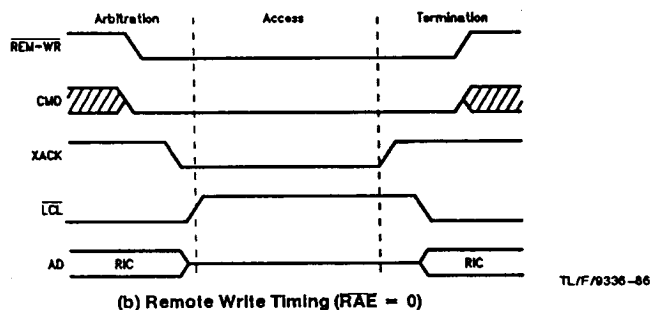 Arbitration Access Termination
REM-WR
CMD
XACK
LCL
AD RIC RIC
TL/F/9336–86
(b) Remote Write Timing (RAE = 0)